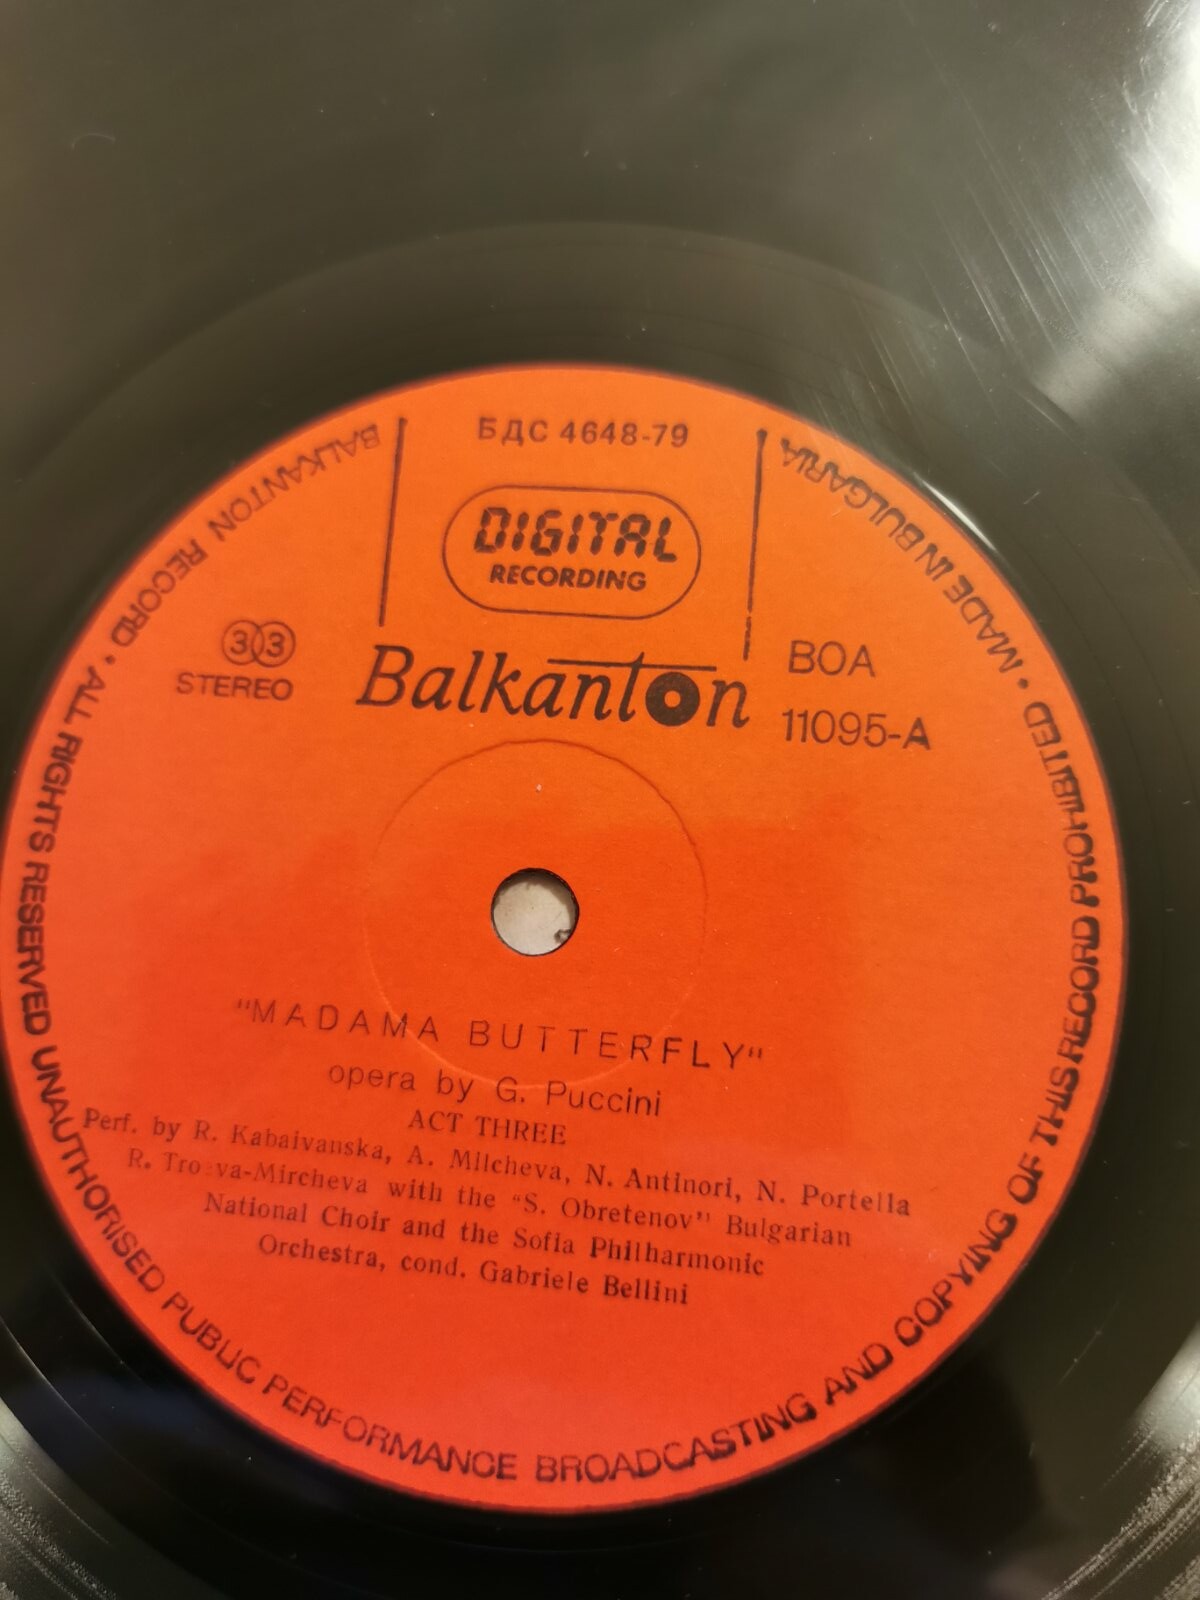 БДС 4648-79
DIGITAL
RECORDING
33
STEREO
Balkanton
BOA
11095-A
"MADAMA BUTTERFLY"
opera by G. Puccini
ACT THREE
Perf. by R. Kabaivanska, A. Milcheva, N. Antinori, N. Portella
R. with the "S. Obretenov" Bulgarian
National Choir and the Sofia Philharmonic
Orchestra, cond. Gabriele Bellini
BALKANTON RECORD • ALL RIGHTS RESERVED UNAUTHORISED PUBLIC PERFORMANCE BROADCASTING AND COPYING OF THIS RECORD PROHIBITED • MADE IN BULGARIA